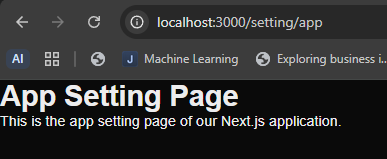 localhost:3000/setting/app
AI
J Machine Learning
Exploring business i...
App Setting Page
This is the app setting page of our Next.js application.